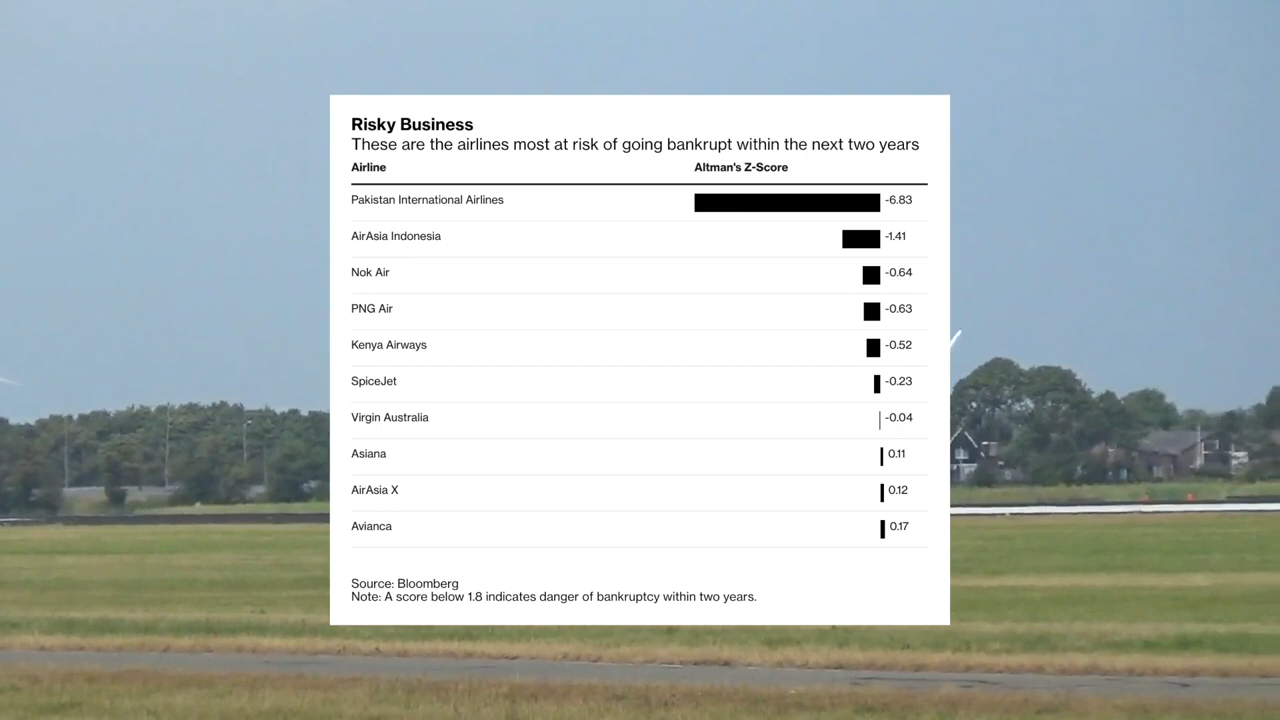 Risky Business
These are the airlines most at risk of going bankrupt within the next two years
Airline Altman's Z-Score
Pakistan International Airlines -6.83
AirAsia Indonesia -1.41
Nok Air -0.64
PNG Air -0.63
Kenya Airways -0.52
SpiceJet -0.23
Virgin Australia -0.04
Asiana 0.11
AirAsia X 0.12
Avianca 0.17
Source: Bloomberg
Note: A score below 1.8 indicates danger of bankruptcy within two years.